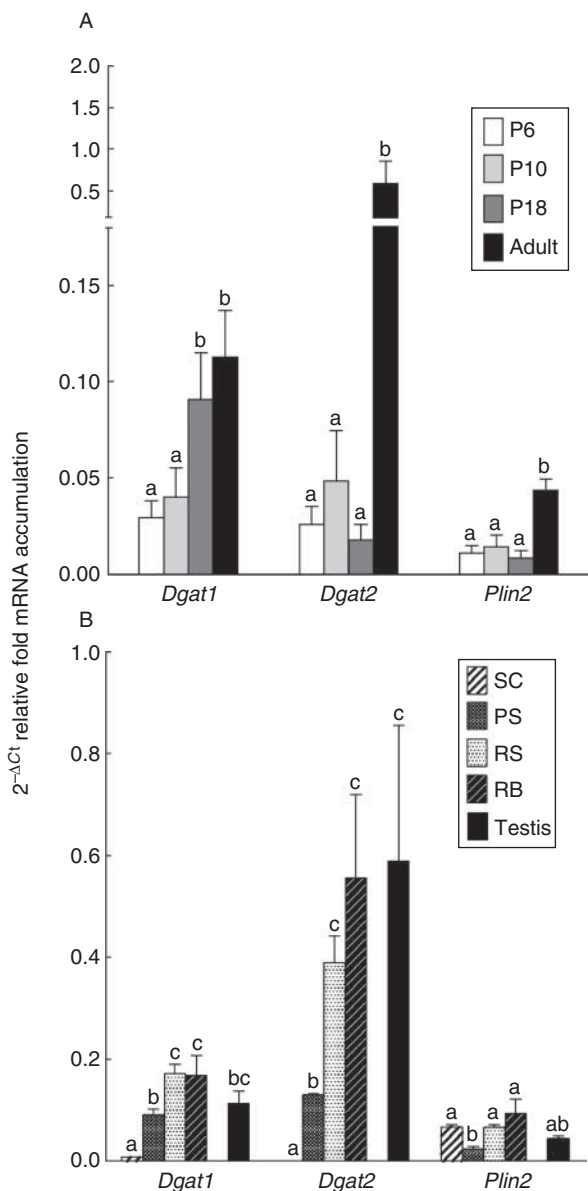 A
2.0
1.5
1.0
0.5
0.15
0.10
0.05
0.00
P6
P10
P18
Adult
a a b b
a a a b
a a a b
Dgat1 Dgat2 Plin2
2−ΔCt relative fold mRNA accumulation
B
1.0
0.8
0.6
0.4
0.2
0.0
SC
PS
RS
RB
Testis
a b c c bc
a b c c c
a b a a ab
Dgat1 Dgat2 Plin2